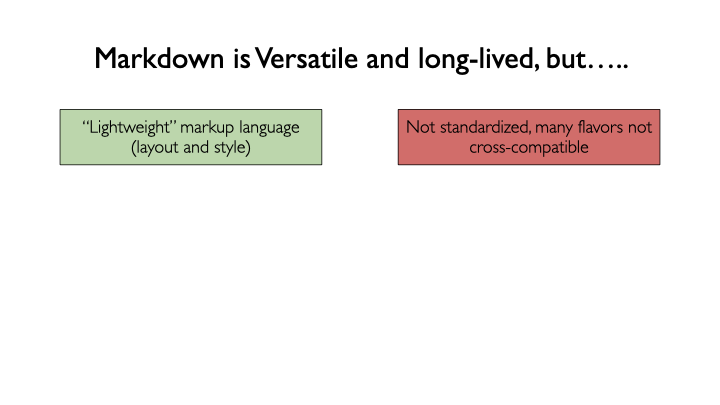 Markdown is Versatile and long-lived, but…..
“Lightweight” markup language
(layout and style)
Not standardized, many flavors not
cross-compatible